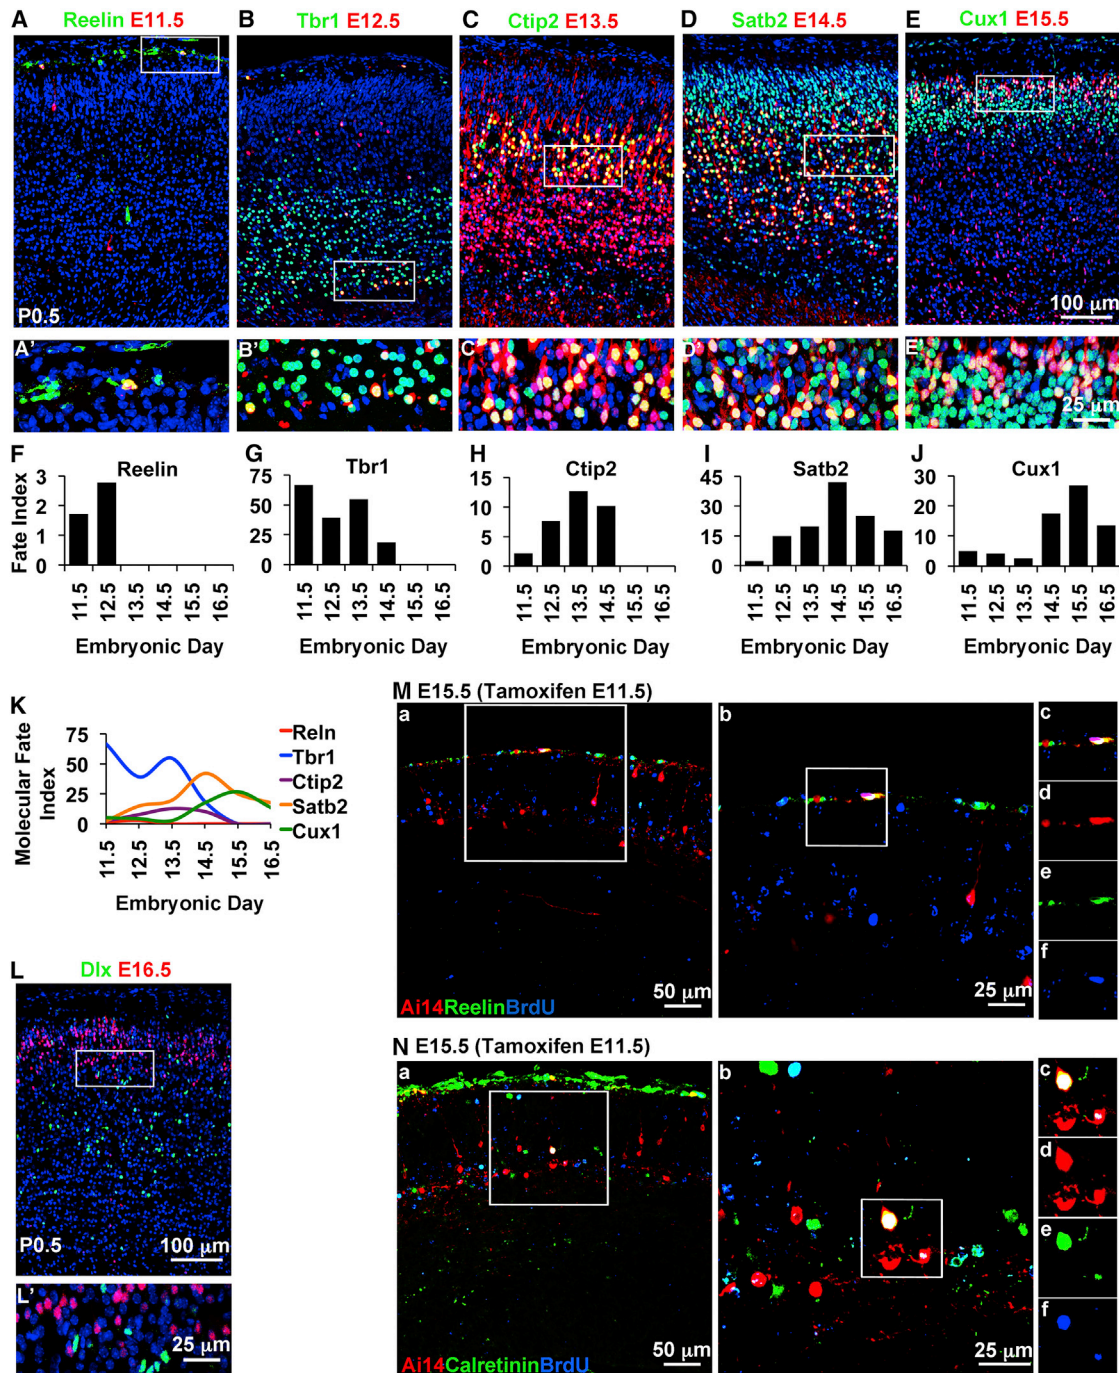 A Reelin E11.5
B Tbr1 E12.5
C Ctip2 E13.5
D Satb2 E14.5
E Cux1 E15.5
P0.5
100 μm
A'
B'
C'
D'
E'
25 μm
F Reelin
Fate Index
3
2
1
0
11.5 12.5 13.5 14.5 15.5 16.5
Embryonic Day
G Tbr1
75
50
25
0
11.5 12.5 13.5 14.5 15.5 16.5
Embryonic Day
H Ctip2
15
10
5
0
11.5 12.5 13.5 14.5 15.5 16.5
Embryonic Day
I Satb2
45
30
15
0
11.5 12.5 13.5 14.5 15.5 16.5
Embryonic Day
J Cux1
30
20
10
0
11.5 12.5 13.5 14.5 15.5 16.5
Embryonic Day
K
Molecular Fate
Index
75
50
25
0
11.5 12.5 13.5 14.5 15.5 16.5
Embryonic Day
Reln
Tbr1
Ctip2
Satb2
Cux1
L Dlx E16.5
P0.5
100 μm
L'
25 μm
M E15.5 (Tamoxifen E11.5)
a
b
c
d
e
f
Ai14ReelinBrdU
50 μm
25 μm
N E15.5 (Tamoxifen E11.5)
a
b
c
d
e
f
Ai14CalretininBrdU
50 μm
25 μm